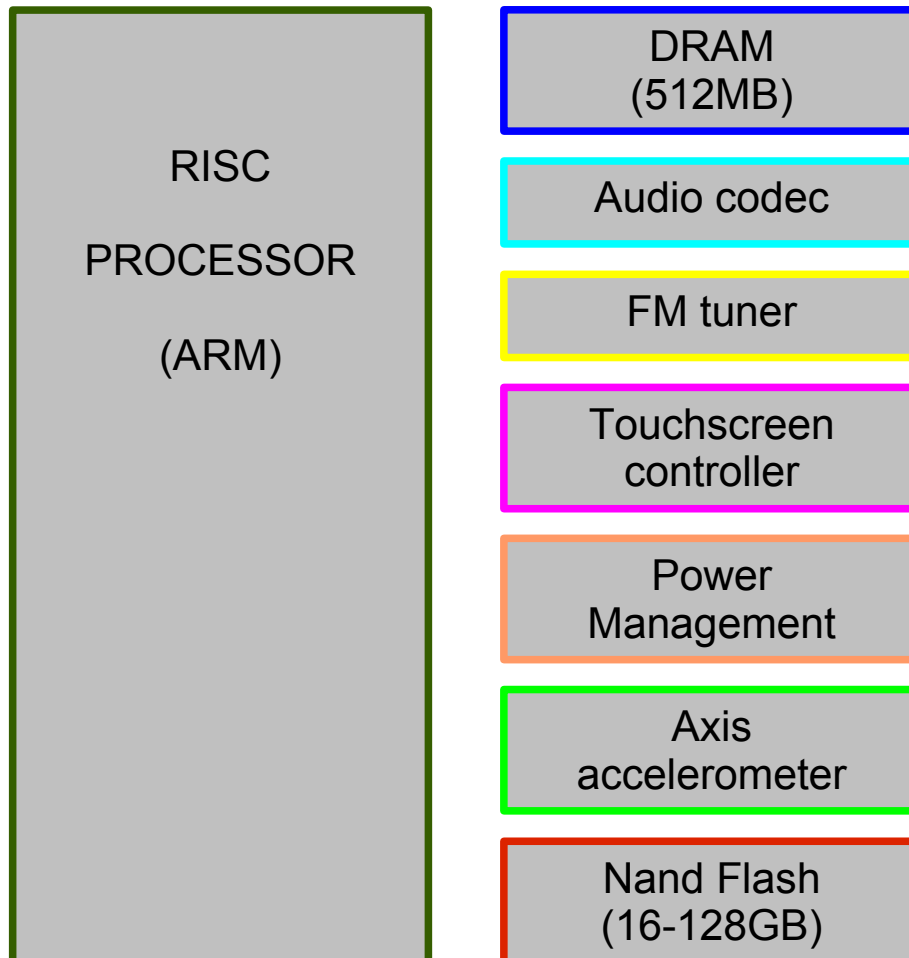 RISC
PROCESSOR
(ARM)
DRAM
(512MB)
Audio codec
FM tuner
Touchscreen
controller
Power
Management
Axis
accelerometer
Nand Flash
(16-128GB)